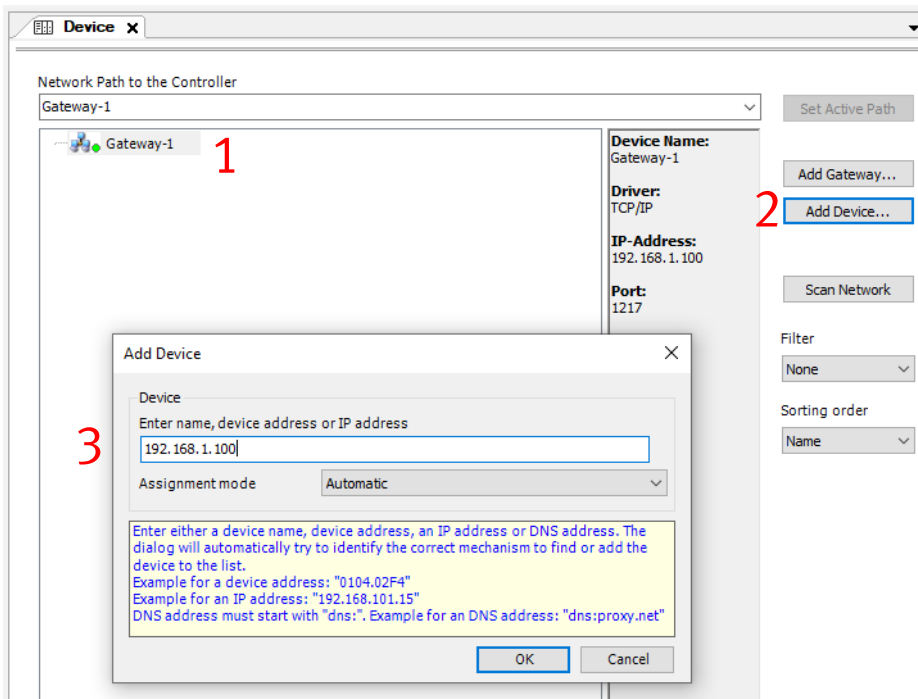 Device
Network Path to the Controller
Gateway-1
Set Active Path
Gateway-1
1
Device Name:
Gateway-1
Driver:
TCP/IP
IP-Address:
192.168.1.100
Port:
1217
Add Gateway...
2
Add Device...
Scan Network
Filter
None
Sorting order
Name
Add Device
Device
Enter name, device address or IP address
3
192.168.1.100
Assignment mode
Automatic
Enter either a device name, device address, an IP address or DNS address. The
dialog will automatically try to identify the correct mechanism to find or add the
device to the list.
Example for a device address: "0104.02F4"
Example for an IP address: "192.168.101.15"
DNS address must start with "dns:". Example for an DNS address: "dns:proxy.net"
OK
Cancel